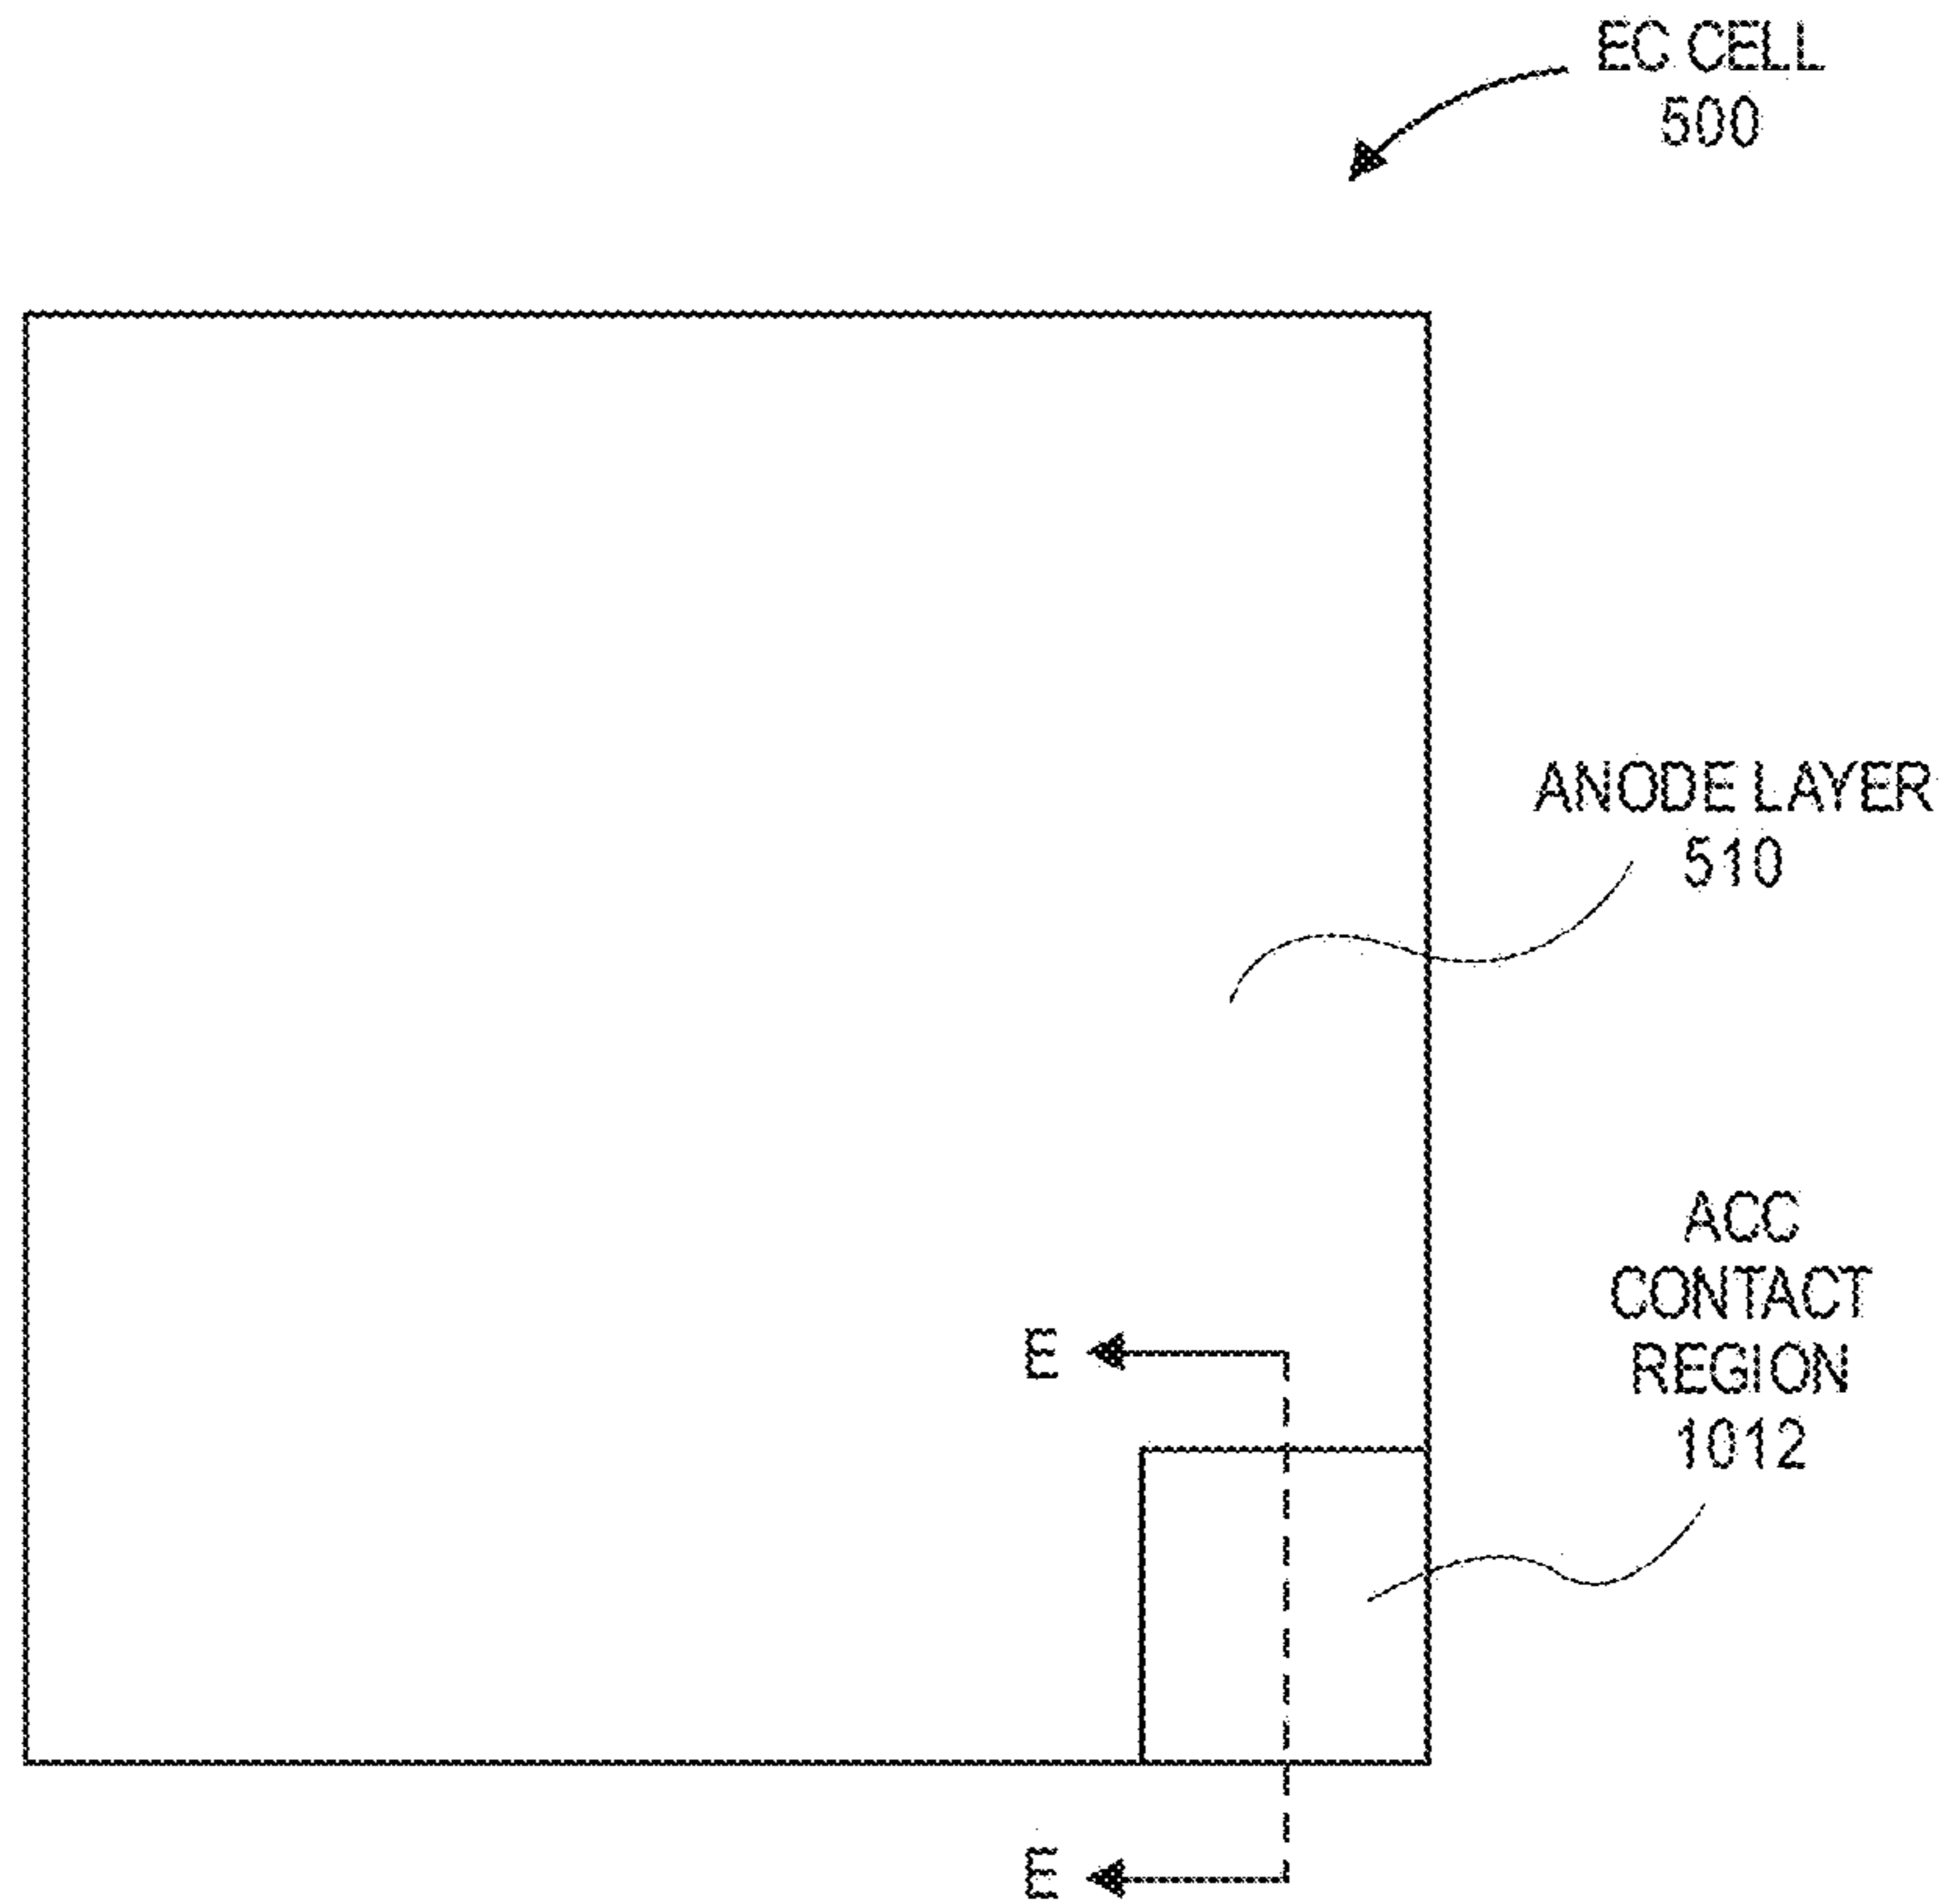 EC CELL
500
ANODE LAYER
510
ACC
CONTACT
REGION
1012
E
E